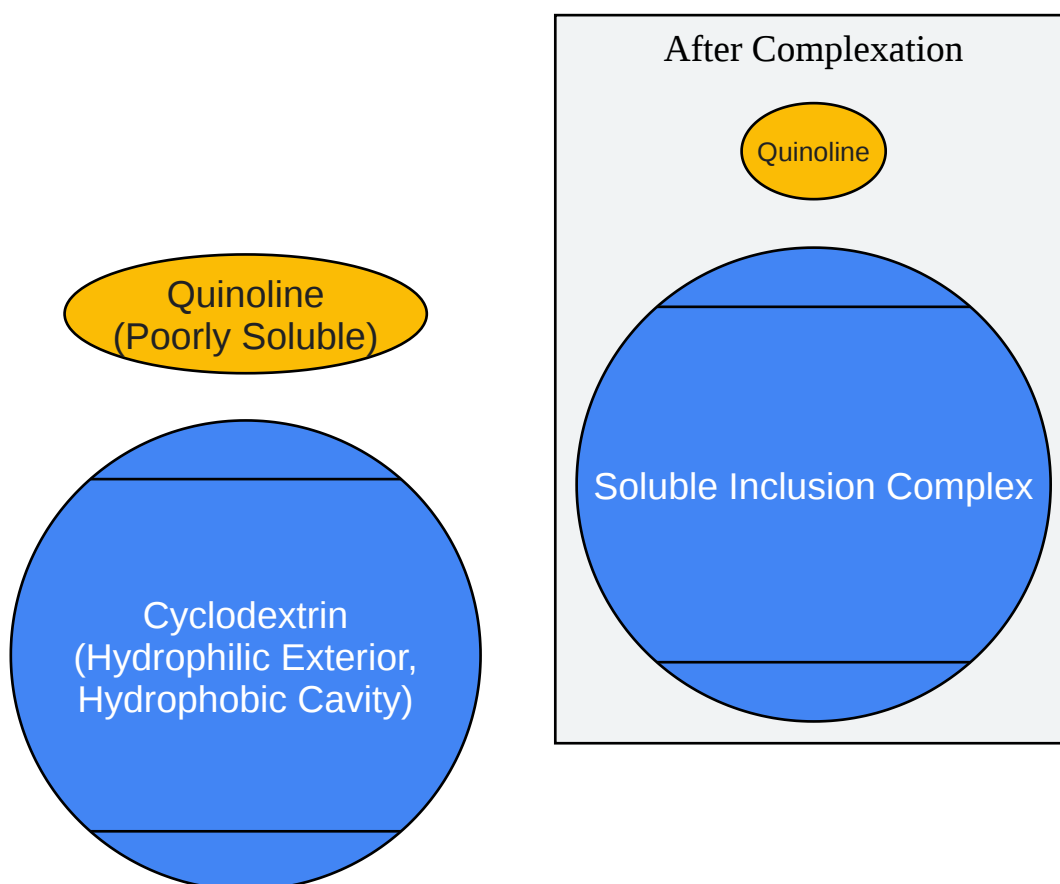 After Complexation
Quinoline
Quinoline
(Poorly Soluble)
Soluble Inclusion Complex
Cyclodextrin
(Hydrophilic Exterior,
Hydrophobic Cavity)